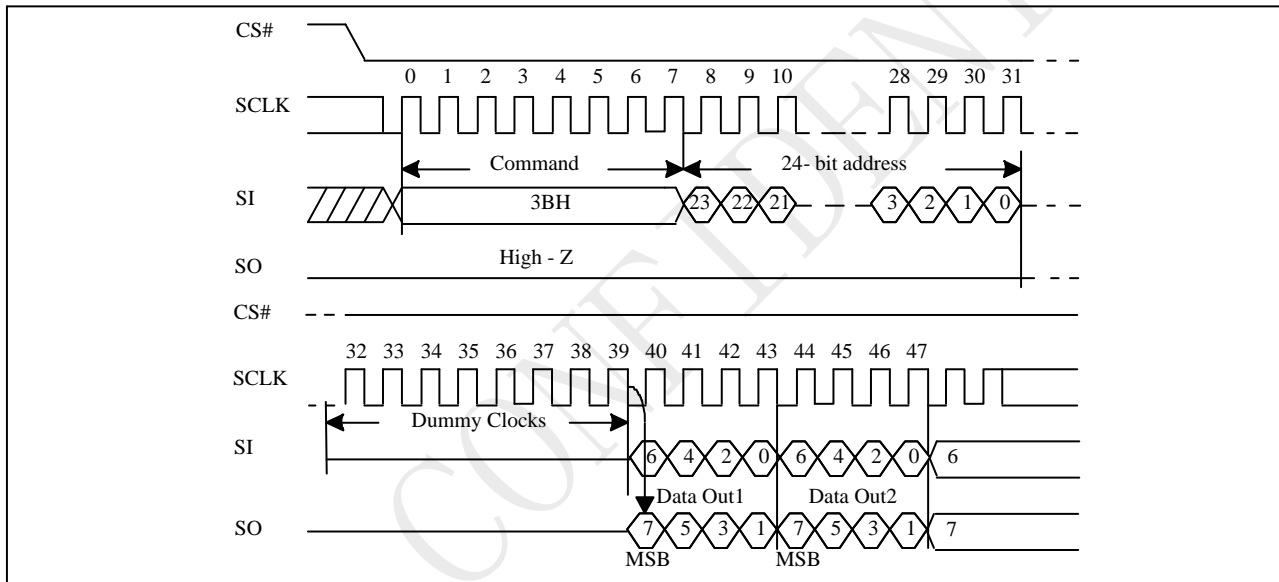 CS#
0 1 2 3 4 5 6 7 8 9 10 28 29 30 31
SCLK
Command 24- bit address
SI 3BH 23 22 21 3 2 1 0
High - Z
SO
CS#
32 33 34 35 36 37 38 39 40 41 42 43 44 45 46 47
SCLK
Dummy Clocks
SI 6 4 2 0 6 4 2 0 6
Data Out1 Data Out2
SO 7 5 3 1 7 5 3 1 7
MSB MSB
CONFIDENT